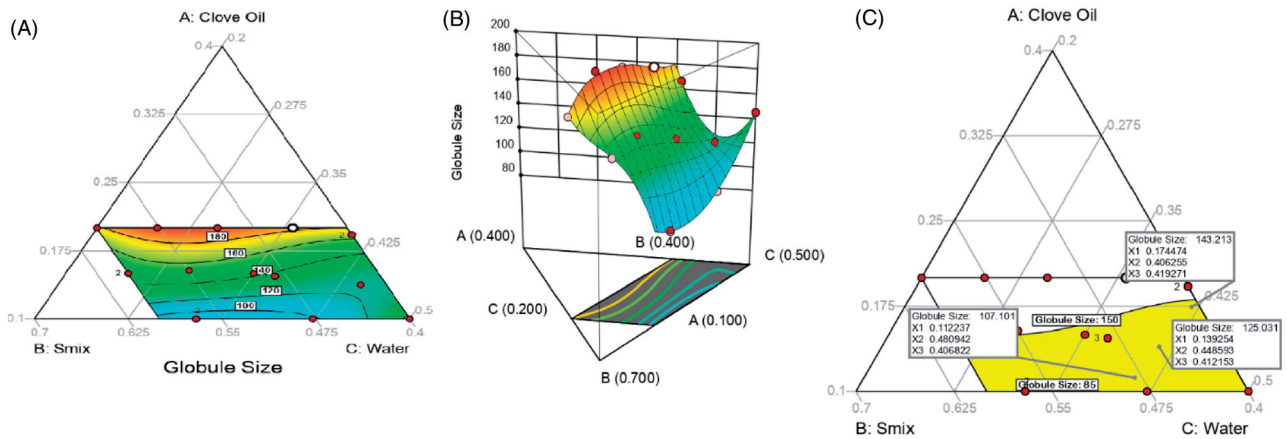 (A)
A: Clove Oil
0.4
0.2
0.325
0.275
0.25
0.35
180
2
160
0.175
0.425
2
140
120
100
2
0.5
0.1
0.7
0.625
0.55
0.475
0.4
B: Smix
C: Water
Globule Size
(B)
200
180
160
140
120
100
80
Globule Size
A (0.400)
B (0.400)
C (0.500)
C (0.200)
A (0.100)
B (0.700)
(C)
A: Clove Oil
0.4
0.2
0.325
0.275
0.25
0.35
Globule Size: 143.213
X1 0.174474
X2 0.406255
X3 0.419271
2
0.175
0.425
Globule Size: 107.101
X1 0.112237
X2 0.480942
X3 0.406822
Globule Size: 150
3
Globule Size: 125.031
X1 0.139254
X2 0.448593
X3 0.412153
Globule Size: 85
0.5
0.1
0.7
0.625
0.55
0.475
0.4
B: Smix
C: Water